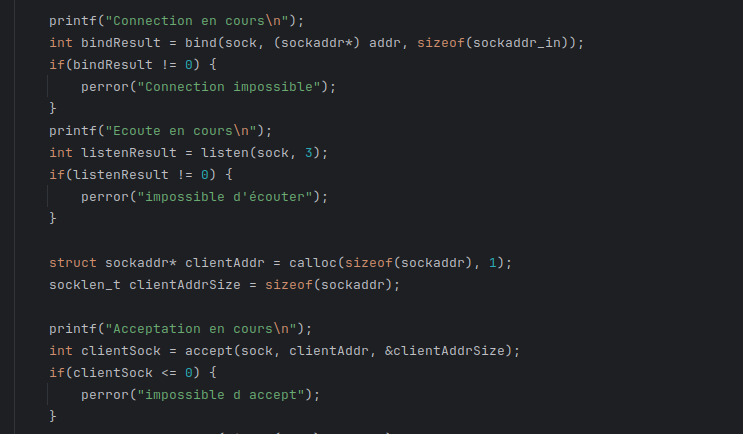 printf("Connection en cours\n");
int bindResult = bind(sock, (sockaddr*) addr, sizeof(sockaddr_in));
if(bindResult != 0) {
perror("Connection impossible");
}
printf("Ecoute en cours\n");
int listenResult = listen(sock, 3);
if(listenResult != 0) {
perror("impossible d'écouter");
}
struct sockaddr* clientAddr = calloc(sizeof(sockaddr), 1);
socklen_t clientAddrSize = sizeof(sockaddr);
printf("Acceptation en cours\n");
int clientSock = accept(sock, clientAddr, &clientAddrSize);
if(clientSock <= 0) {
perror("impossible d accept");
}